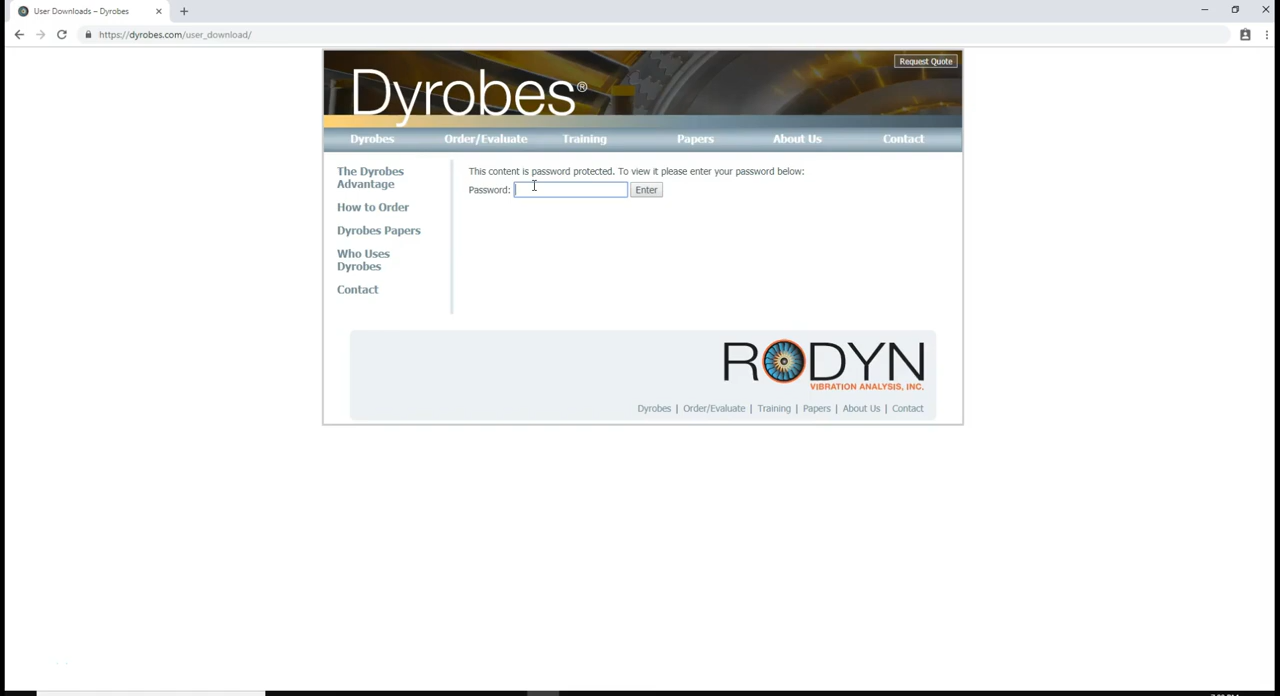 User Downloads – Dyrobes
https://dyrobes.com/user_download/
Request Quote
Dyrobes®
Dyrobes Order/Evaluate Training Papers About Us Contact
The Dyrobes
Advantage
How to Order
Dyrobes Papers
Who Uses
Dyrobes
Contact
This content is password protected. To view it please enter your password below:
Password: Enter
RODYN
VIBRATION ANALYSIS, INC.
Dyrobes | Order/Evaluate | Training | Papers | About Us | Contact